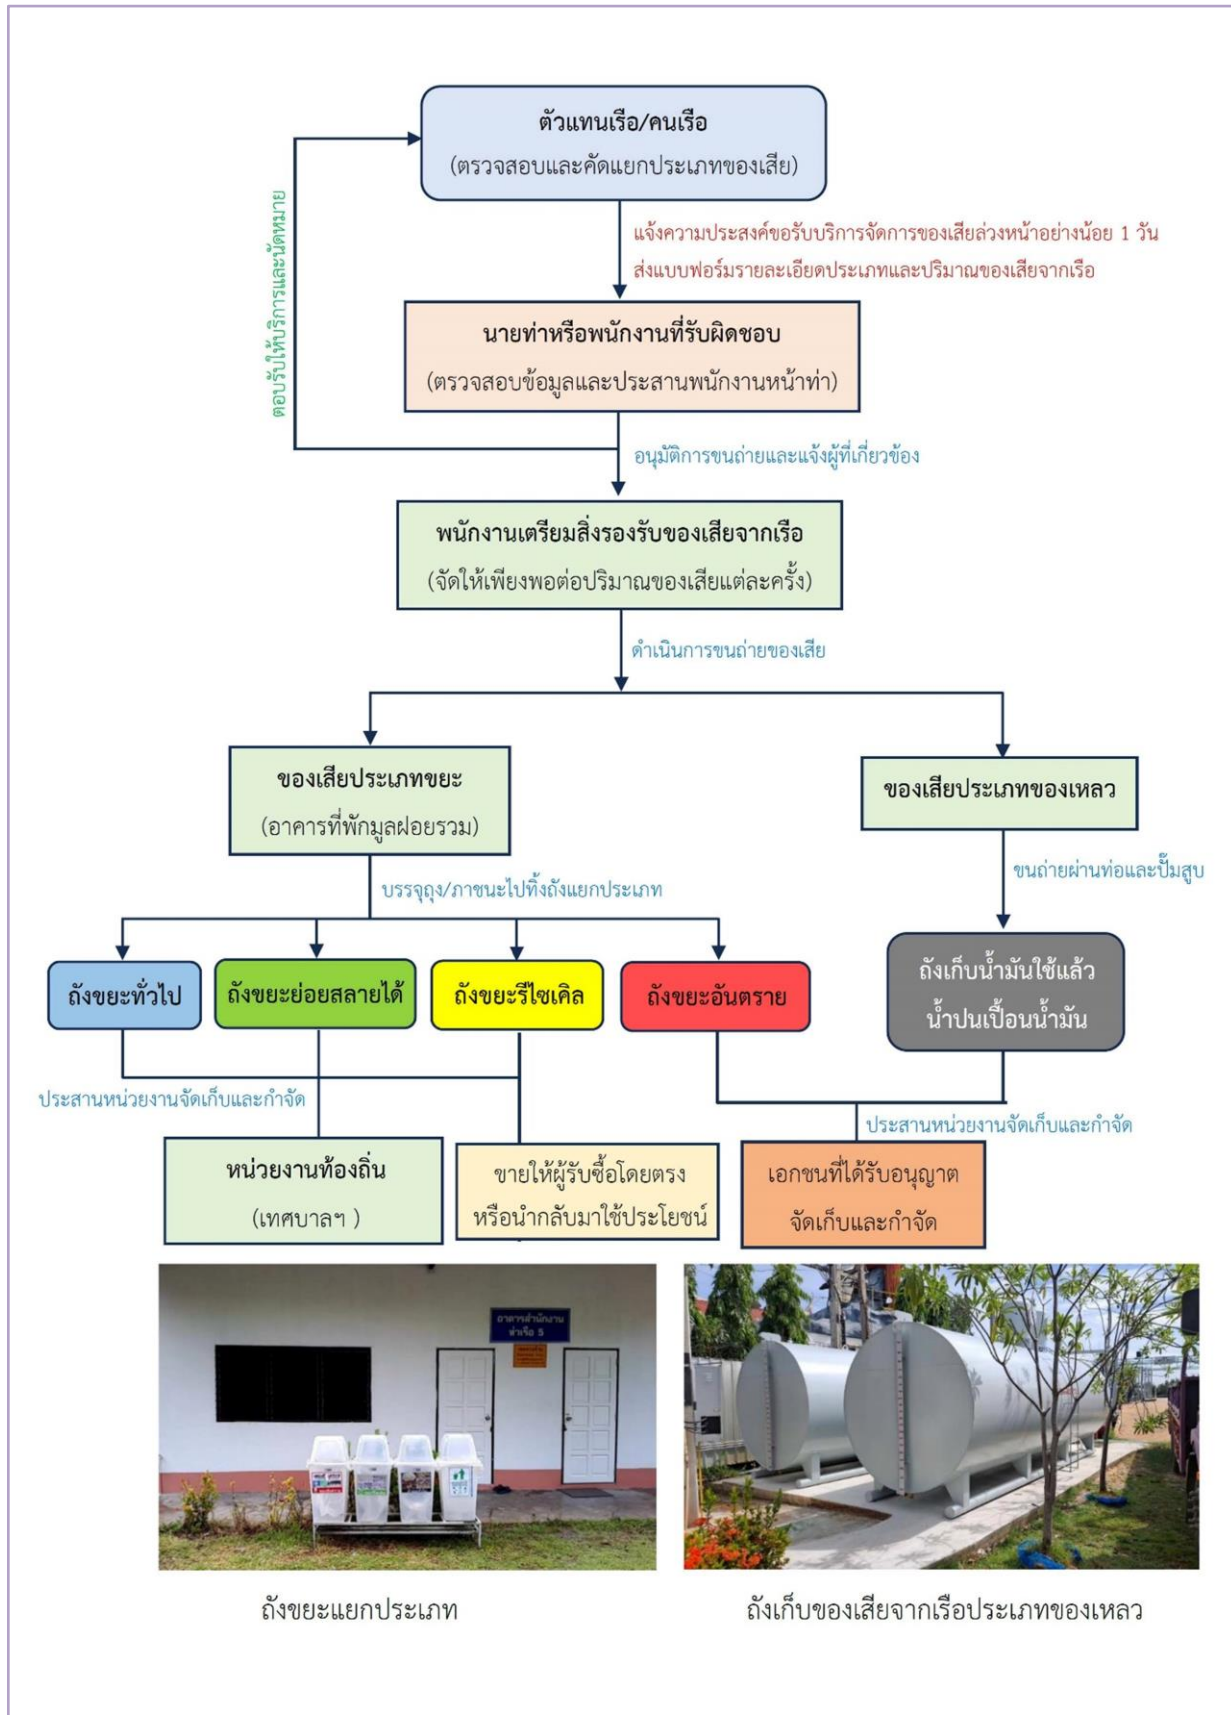 ตัวแทนเรือ/คนเรือ
(ตรวจสอบและคัดแยกประเภทของเสีย)
แจ้งความประสงค์ขอรับบริการจัดการของเสียล่วงหน้าอย่างน้อย 1 วัน
ส่งแบบฟอร์มรายละเอียดประเภทและปริมาณของเสียจากเรือ
ตอบรับให้บริการและนัดหมาย
นายท่าหรือพนักงานที่รับผิดชอบ
(ตรวจสอบข้อมูลและประสานพนักงานหน้าท่า)
อนุมัติการขนถ่ายและแจ้งผู้ที่เกี่ยวข้อง
พนักงานเตรียมสิ่งรองรับของเสียจากเรือ
(จัดให้เพียงพอต่อปริมาณของเสียแต่ละครั้ง)
ดำเนินการขนถ่ายของเสีย
ของเสียประเภทขยะ
(อาคารที่พักมูลฝอยรวม)
ของเสียประเภทของเหลว
บรรจุถุง/ภาชนะไปทิ้งถังแยกประเภท
ขนถ่ายผ่านท่อและปั๊มสูบ
ถังขยะทั่วไป
ถังขยะย่อยสลายได้
ถังขยะรีไซเคิล
ถังขยะอันตราย
ถังเก็บน้ำมันใช้แล้ว
น้ำปนเปื้อนน้ำมัน
ประสานหน่วยงานจัดเก็บและกำจัด
ประสานหน่วยงานจัดเก็บและกำจัด
หน่วยงานท้องถิ่น
(เทศบาลฯ )
ขายให้ผู้รับซื้อโดยตรง
หรือนำกลับมาใช้ประโยชน์
เอกชนที่ได้รับอนุญาต
จัดเก็บและกำจัด
อาคารสำนักงาน
ท่าเรือ 5
ถังขยะแยกประเภท
ถังเก็บของเสียจากเรือประเภทของเหลว